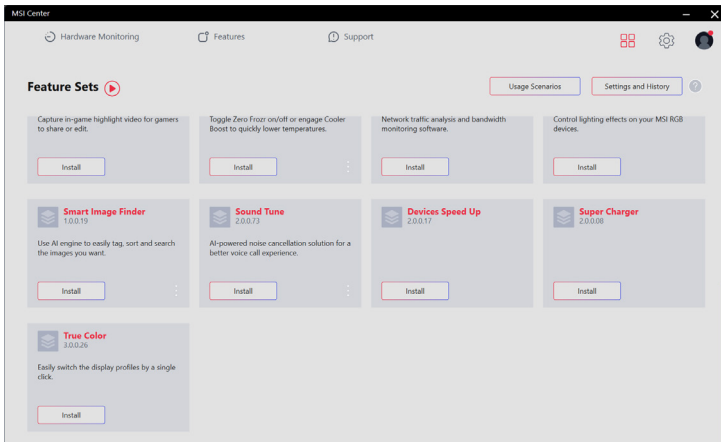 MSI Center
Hardware Monitoring
Features
Support
Feature Sets
Usage Scenarios
Settings and History
?
Capture in-game highlight video for gamers
to share or edit.
Install
Toggle Zero Frozr on/off or engage Cooler
Boost to quickly lower temperatures.
Install
Network traffic analysis and bandwidth
monitoring software.
Install
Control lighting effects on your MSI RGB
devices.
Install
Smart Image Finder
1.0.0.19
Use AI engine to easily tag, sort and search
the images you want.
Install
Sound Tune
2.0.0.73
AI-powered noise cancellation solution for a
better voice call experience.
Install
Devices Speed Up
2.0.0.17
Install
Super Charger
2.0.0.08
Install
True Color
3.0.0.26
Easily switch the display profiles by a single
click.
Install